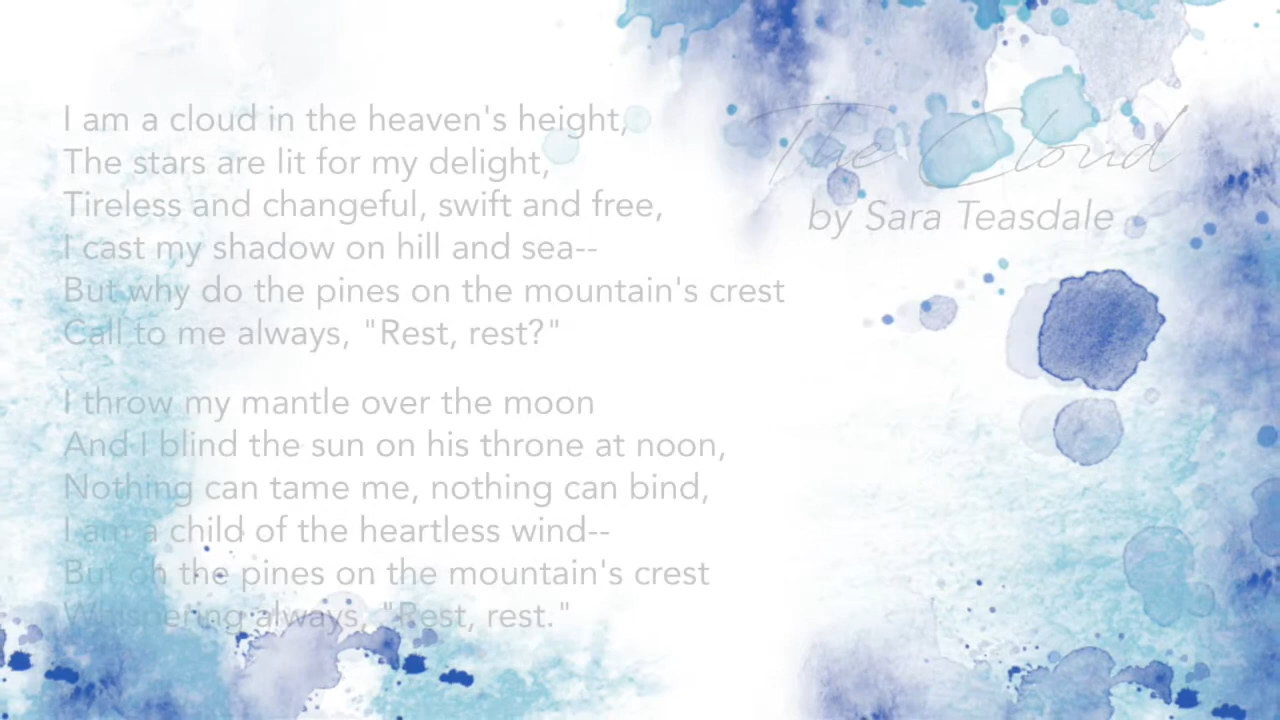 The Cloud
by Sara Teasdale
I am a cloud in the heaven's height,
The stars are lit for my delight,
Tireless and changeful, swift and free,
I cast my shadow on hill and sea--
But why do the pines on the mountain's crest
Call to me always, "Rest, rest?"
I throw my mantle over the moon
And I blind the sun on his throne at noon,
Nothing can tame me, nothing can bind,
I am a child of the heartless wind--
But oh the pines on the mountain's crest
Whispering always, "Rest, rest."